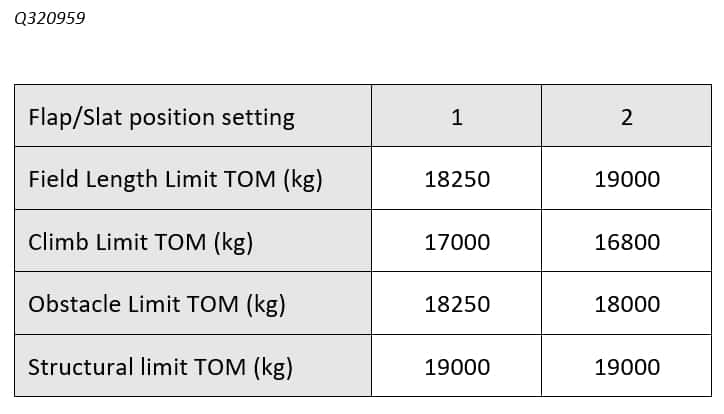 Q320959
Flap/Slat position setting 1 2
Field Length Limit TOM (kg) 18250 19000
Climb Limit TOM (kg) 17000 16800
Obstacle Limit TOM (kg) 18250 18000
Structural limit TOM (kg) 19000 19000